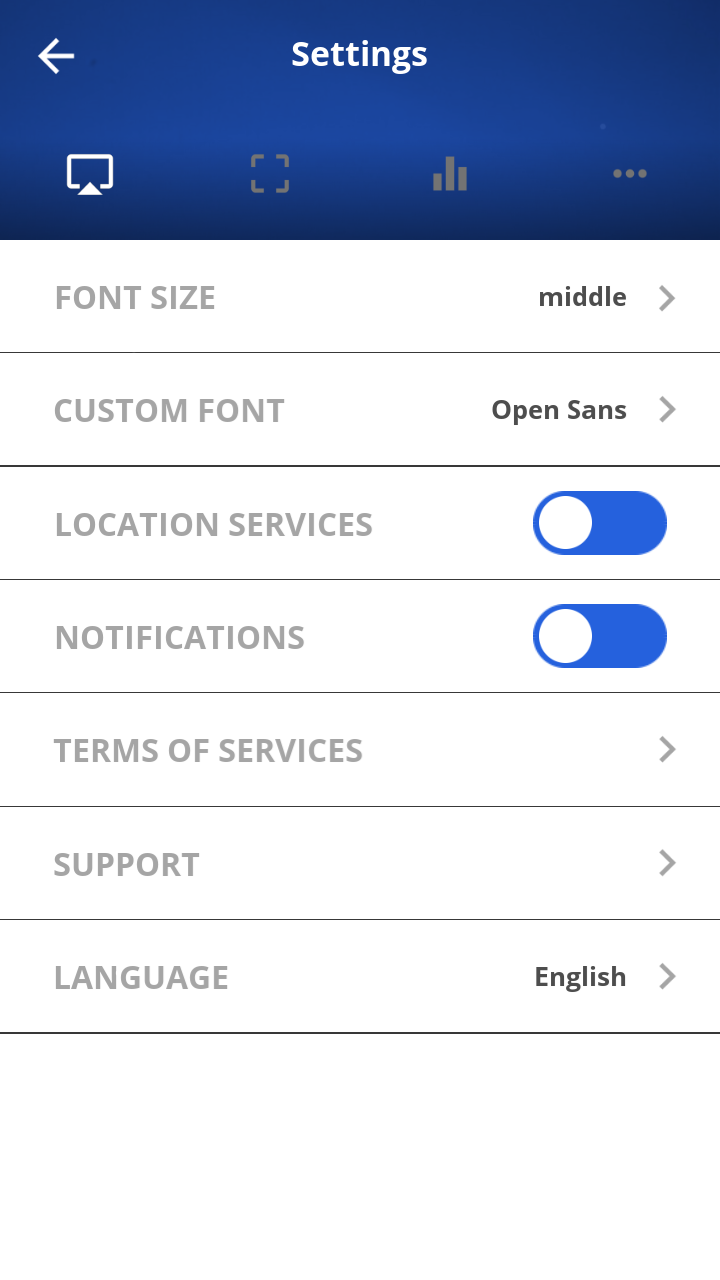 Settings
FONT SIZE middle
CUSTOM FONT Open Sans
LOCATION SERVICES
NOTIFICATIONS
TERMS OF SERVICES
SUPPORT
LANGUAGE English